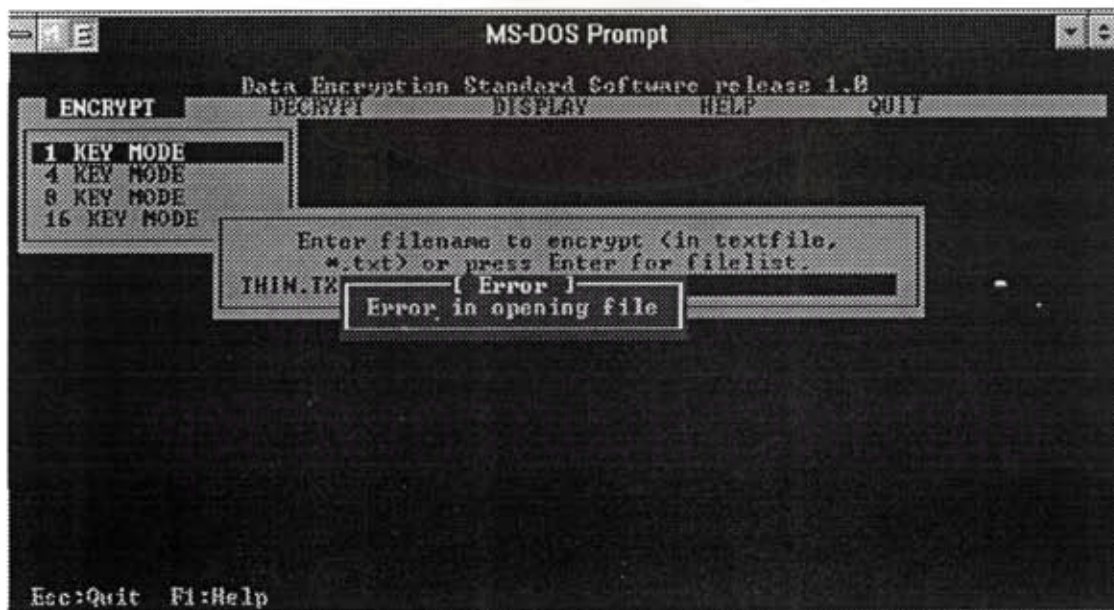 MS-DOS Prompt
Data Encryption Standard Software release 1.0
ENCRYPT DECRYPT DISPLAY HELP QUIT
1 KEY MODE
4 KEY MODE
8 KEY MODE
16 KEY MODE
Enter filename to encrypt (in textfile,
*.txt) or press Enter for filelist.
THIN.TX
[ Error ]
Error in opening file
Esc:Quit F1:Help